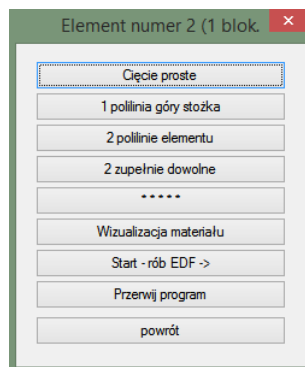 Element numer 2 (1 blok.
Cięcie proste
1 polilinia góry stożka
2 polilinie elementu
2 zupełnie dowolne
* * * * *
Wizualizacja materiału
Start - rób EDF ->
Przerwij program
powrót